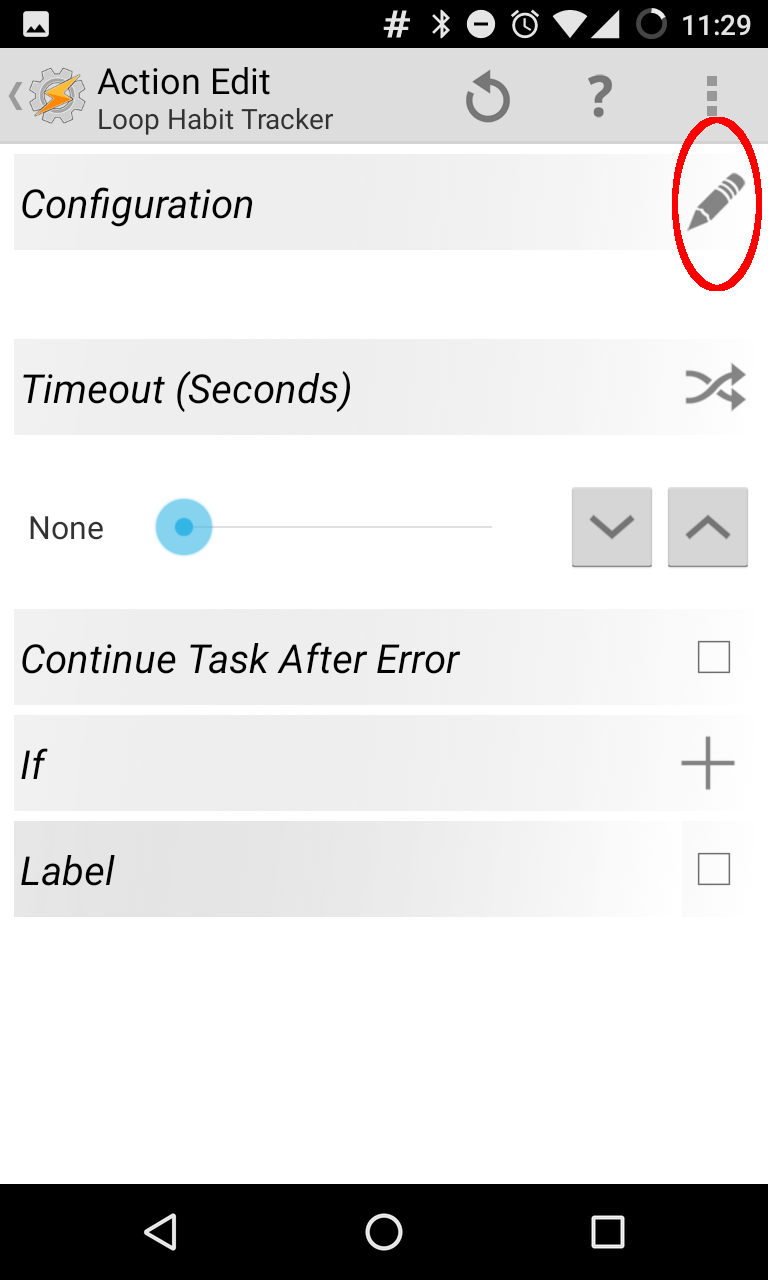 11:29
Action Edit
Loop Habit Tracker
?
Configuration
Timeout (Seconds)
None
Continue Task After Error
If
Label